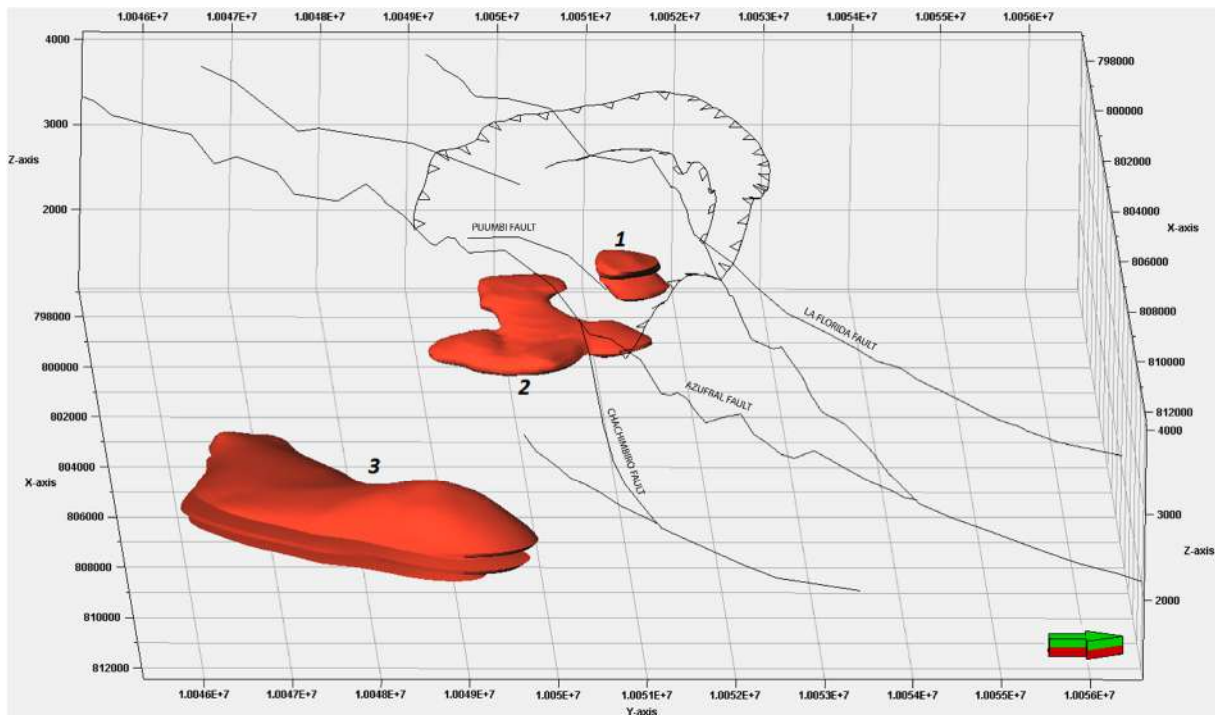 1.0046E+7 1.0047E+7 1.0048E+7 1.0049E+7 1.005E+7 1.0051E+7 1.0052E+7 1.0053E+7 1.0054E+7 1.0055E+7 1.0056E+7
4000
798000
800000
3000
802000
Z-axis
804000
X-axis
2000
PUUMBI FAULT
1
806000
808000
LA FLORIDA FAULT
798000
810000
800000
2
AZUFRAL FAULT
812000
802000
CHACHIMBIRO FAULT
4000
804000
3
X-axis
806000
3000
Z-axis
808000
2000
810000
812000
1.0046E+7 1.0047E+7 1.0048E+7 1.0049E+7 1.005E+7 1.0051E+7 1.0052E+7 1.0053E+7 1.0054E+7 1.0055E+7 1.0056E+7
Y-axis